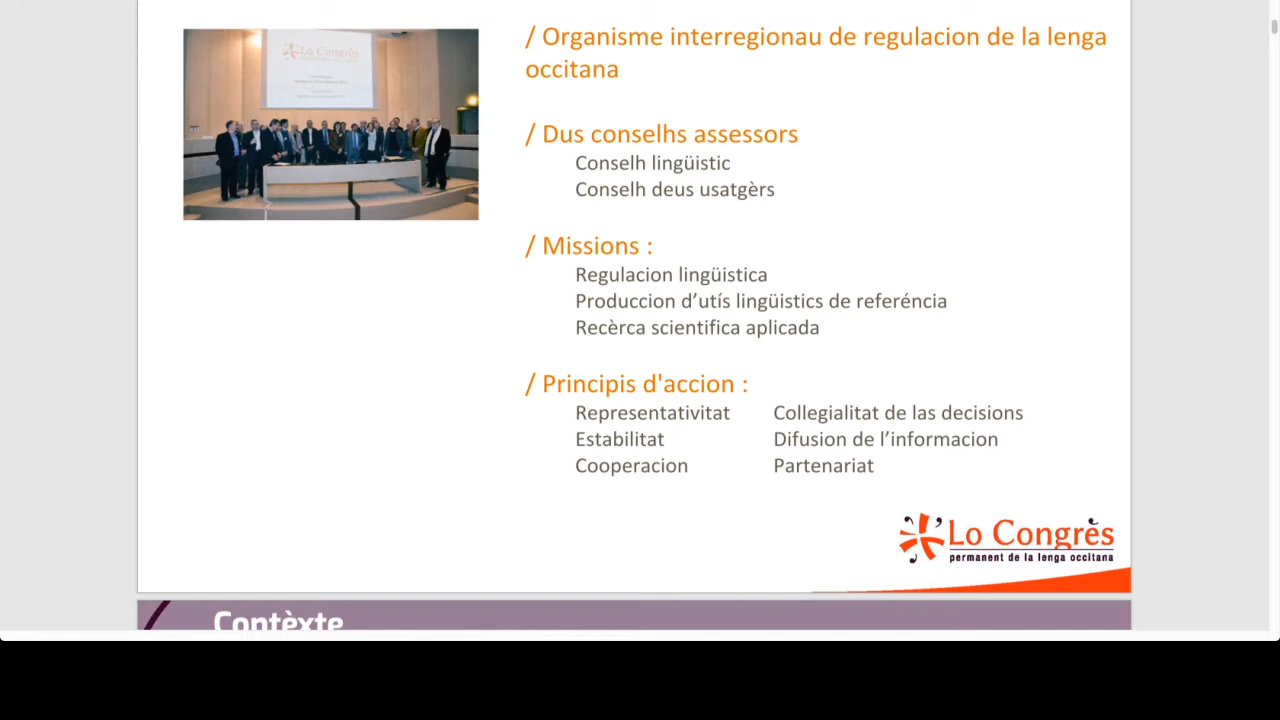 Lo Congrès
/ Organisme interregionau de regulacion de la lenga
occitana
/ Dus conselhs assessors
Conselh lingüistic
Conselh deus usatgèrs
/ Missions :
Regulacion lingüistica
Produccion d’utís lingüistics de referéncia
Recèrca scientifica aplicada
/ Principis d'accion :
Representativitat
Collegialitat de las decisions
Estabilitat
Difusion de l’informacion
Cooperacion
Partenariat
Lo Congrès
permanent de la lenga occitana
Contèxte